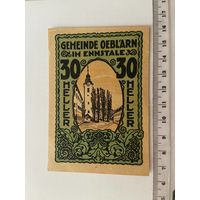 GEMEINDE OEBLARN
IM ENNSTALE
30 30
HELLER HELLER